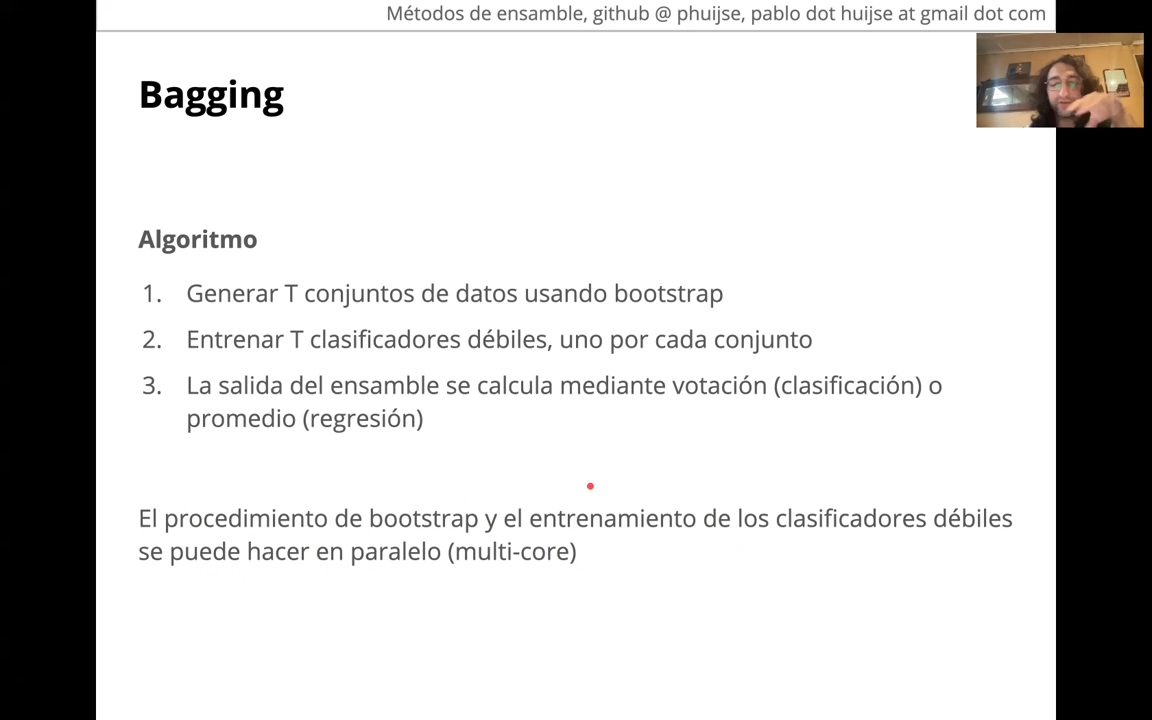 Métodos de ensamble, github @ phuijse, pablo dot huijse at gmail dot com
Bagging
Algoritmo
1. Generar T conjuntos de datos usando bootstrap
2. Entrenar T clasificadores débiles, uno por cada conjunto
3. La salida del ensamble se calcula mediante votación (clasificación) o
promedio (regresión)
El procedimiento de bootstrap y el entrenamiento de los clasificadores débiles
se puede hacer en paralelo (multi-core)